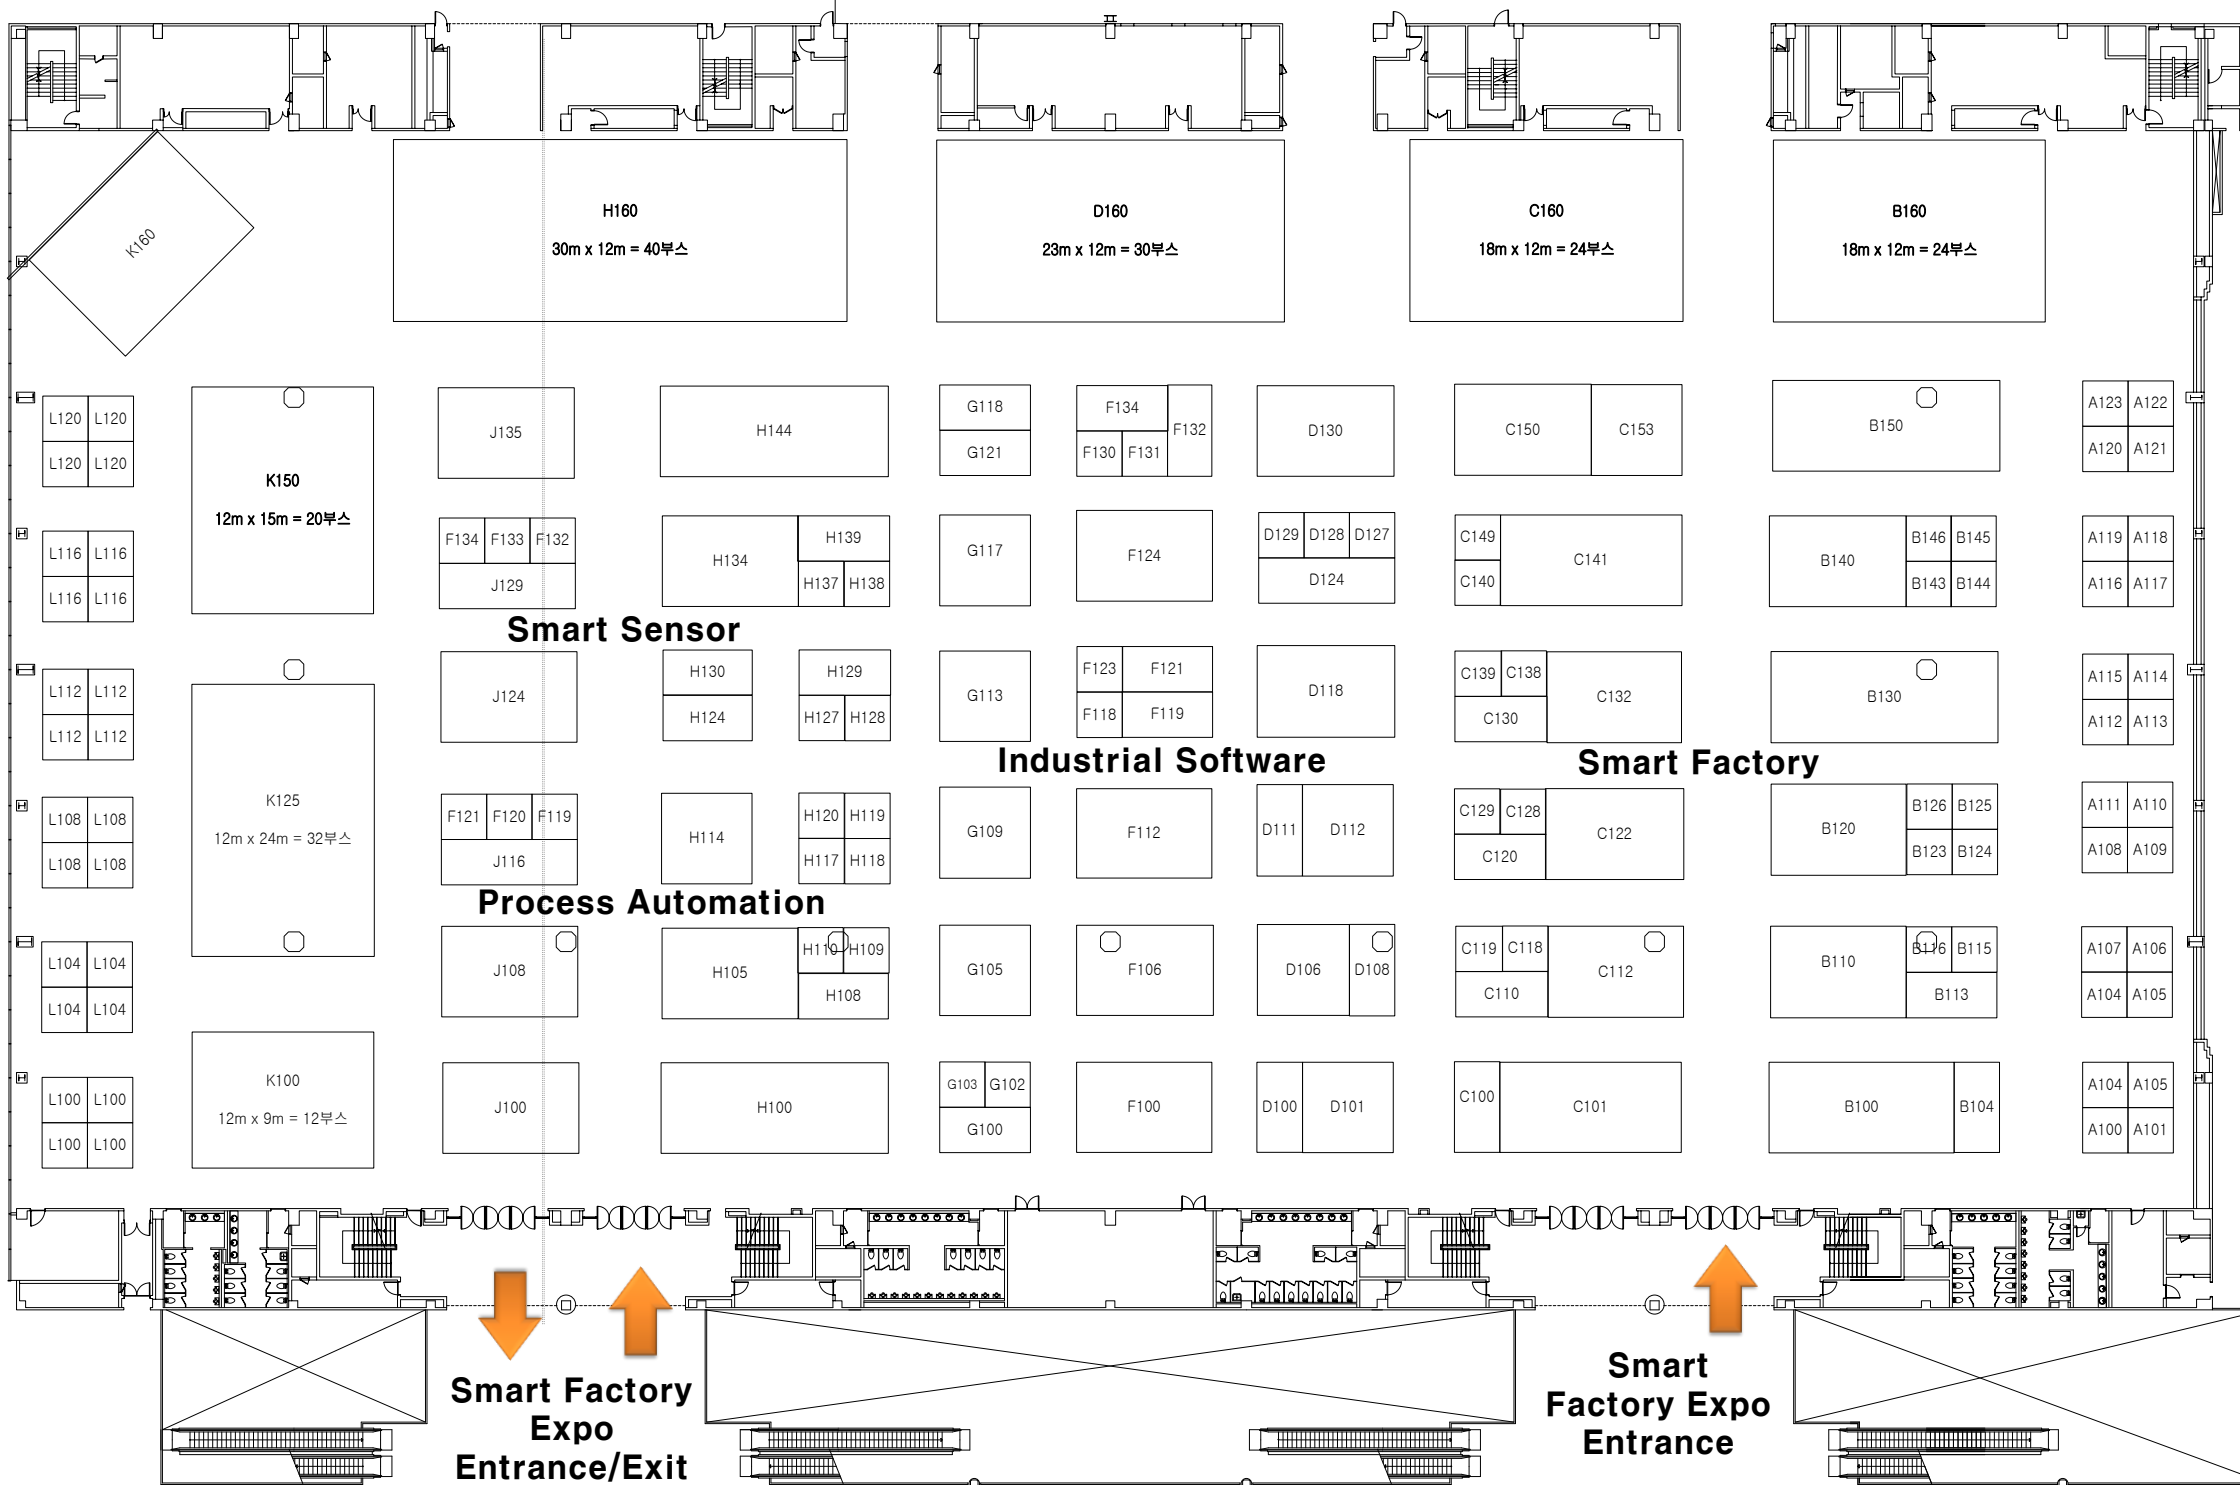 K160
H160
30m x 12m = 40부스
D160
23m x 12m = 30부스
C160
18m x 12m = 24부스
B160
18m x 12m = 24부스
L120 L120
L120 L120
K150
12m x 15m = 20부스
J135
H144
G118
G121
F134
F132
F130 F131
D130
C150 C153
B150
A123 A122
A120 A121
L116 L116
L116 L116
F134 F133 F132
J129
H134
H139
H137 H138
G117
F124
D129 D128 D127
D124
C149
C140
C141
B140
B146 B145
B143 B144
A119 A118
A116 A117
Smart Sensor
L112 L112
L112 L112
K125
12m x 24m = 32부스
J124
H130
H124
H129
H127 H128
G113
F123 F121
F118 F119
D118
C139 C138
C130
C132
B130
A115 A114
A112 A113
Industrial Software
Smart Factory
L108 L108
L108 L108
F121 F120 F119
J116
H114
H120 H119
H117 H118
G109
F112
D111 D112
C129 C128
C120
C122
B120
B126 B125
B123 B124
A111 A110
A108 A109
Process Automation
L104 L104
L104 L104
J108
H105
H110 H109
H108
G105
F106
D106 D108
C119 C118
C110
C112
B110
B116 B115
B113
A107 A106
A104 A105
L100 L100
L100 L100
K100
12m x 9m = 12부스
J100
H100
G103 G102
G100
F100
D100 D101
C100
C101
B100 B104
A104 A105
A100 A101
Smart Factory
Expo
Entrance/Exit
Smart
Factory Expo
Entrance